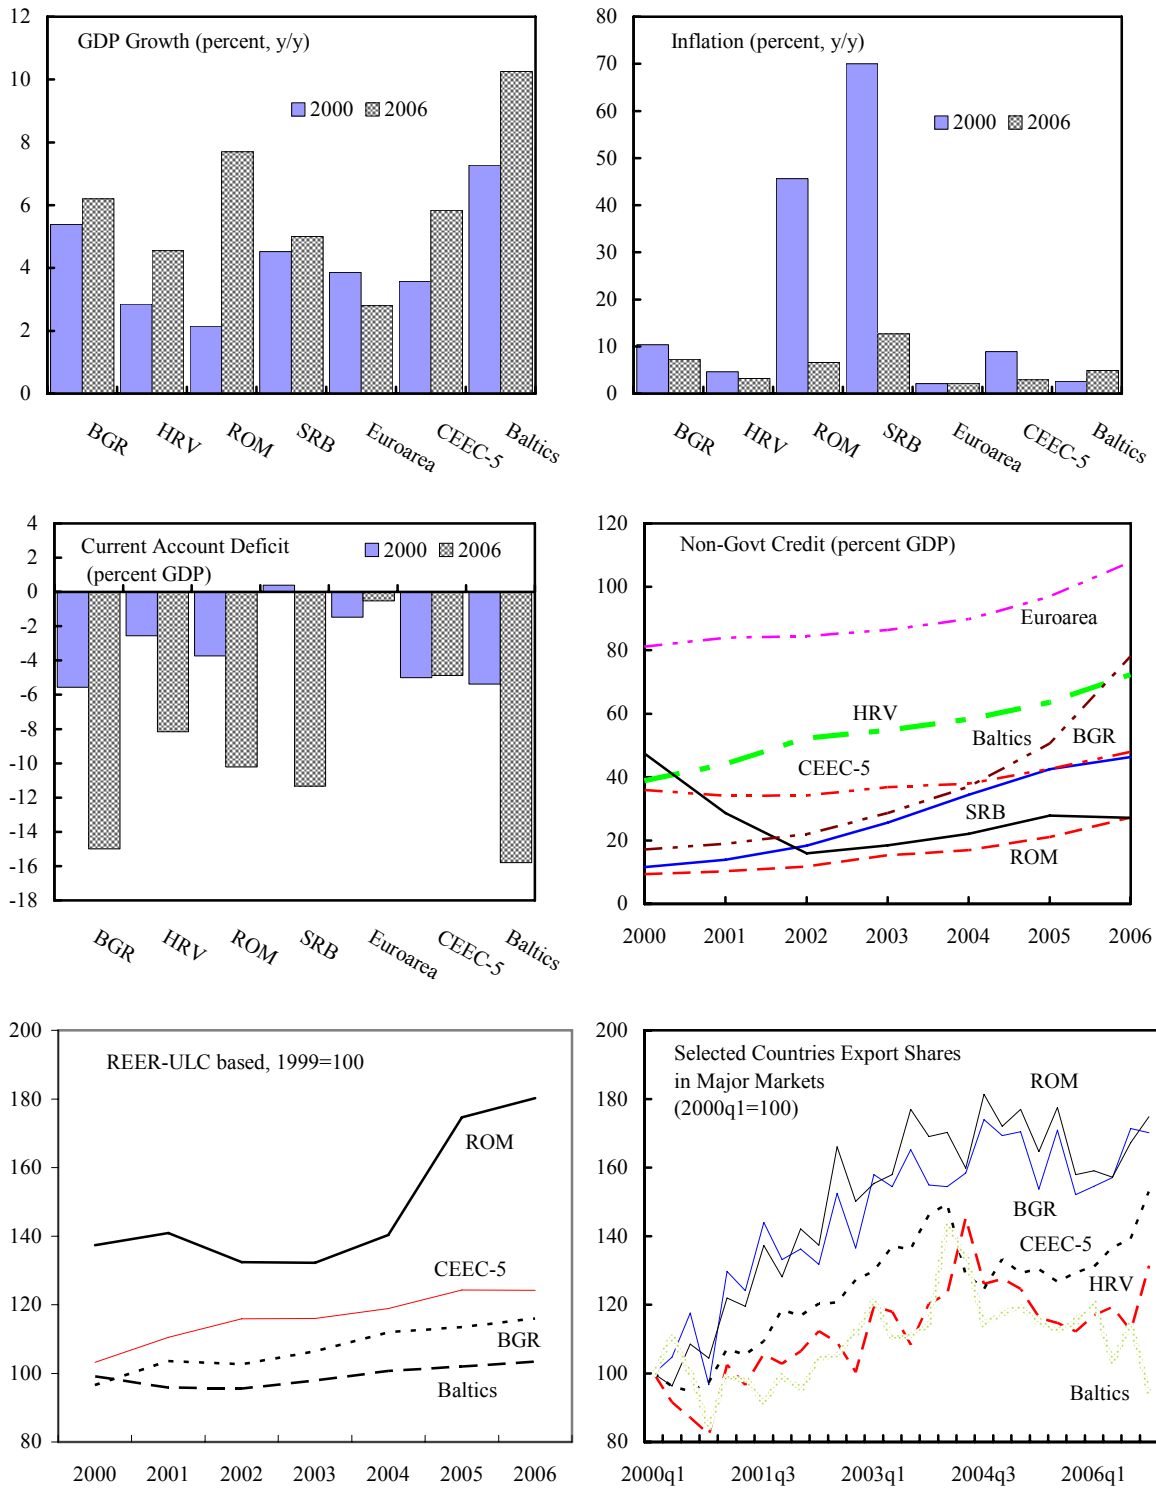 GDP Growth (percent, y/y)
2000 2006
12
10
8
6
4
2
0
BGR HRV ROM SRB Euroarea CEEC-5 Baltics
Inflation (percent, y/y)
2000 2006
80
70
60
50
40
30
20
10
0
BGR HRV ROM SRB Euroarea CEEC-5 Baltics
Current Account Deficit
(percent GDP)
2000 2006
4
2
0
-2
-4
-6
-8
-10
-12
-14
-16
-18
BGR HRV ROM SRB Euroarea CEEC-5 Baltics
Non-Govt Credit (percent GDP)
120
100
80
60
40
20
0
Euroarea
HRV
Baltics
BGR
CEEC-5
SRB
ROM
2000 2001 2002 2003 2004 2005 2006
REER-ULC based, 1999=100
200
180
160
140
120
100
80
ROM
CEEC-5
BGR
Baltics
2000 2001 2002 2003 2004 2005 2006
Selected Countries Export Shares
in Major Markets
(2000q1=100)
200
180
160
140
120
100
80
ROM
BGR
CEEC-5
HRV
Baltics
2000q1 2001q3 2003q1 2004q3 2006q1